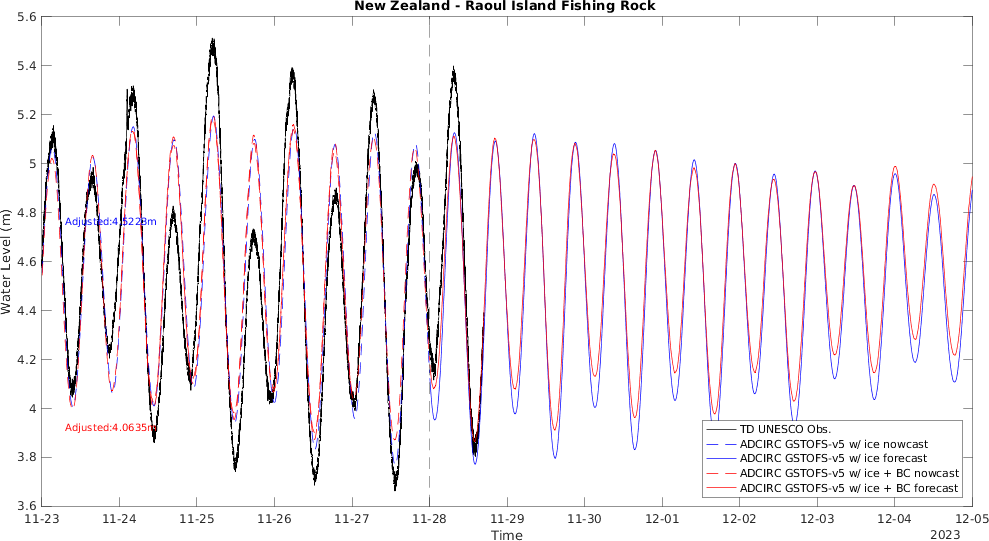 New Zealand - Raoul Island Fishing Rock
5.6
5.4
5.2
5
4.8
4.6
4.4
4.2
4
3.8
3.6
Water Level (m)
Adjusted:4.5223m
Adjusted:4.0635m
TD UNESCO Obs.
ADCIRC GSTOFS-v5 w/ ice nowcast
ADCIRC GSTOFS-v5 w/ ice forecast
ADCIRC GSTOFS-v5 w/ ice + BC nowcast
ADCIRC GSTOFS-v5 w/ ice + BC forecast
11-23 11-24 11-25 11-26 11-27 11-28 11-29 11-30 12-01 12-02 12-03 12-04 12-05
Time
2023